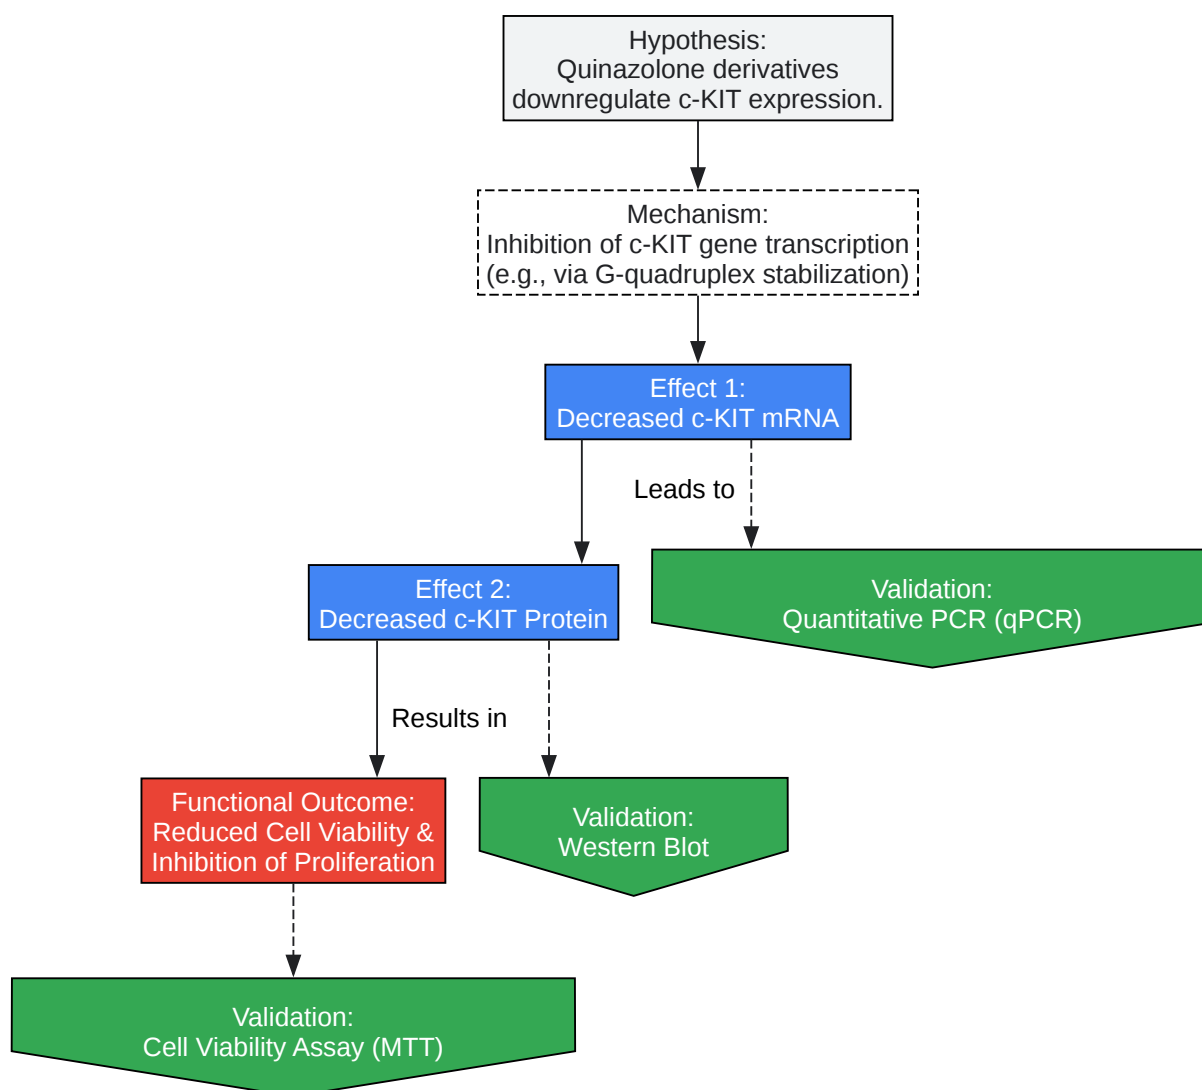 Hypothesis:
Quinazolone derivatives
downregulate c-KIT expression.
Mechanism:
Inhibition of c-KIT gene transcription
(e.g., via G-quadruplex stabilization)
Effect 1:
Decreased c-KIT mRNA
Leads to
Validation:
Quantitative PCR (qPCR)
Effect 2:
Decreased c-KIT Protein
Results in
Functional Outcome:
Reduced Cell Viability &
Inhibition of Proliferation
Validation:
Western Blot
Validation:
Cell Viability Assay (MTT)